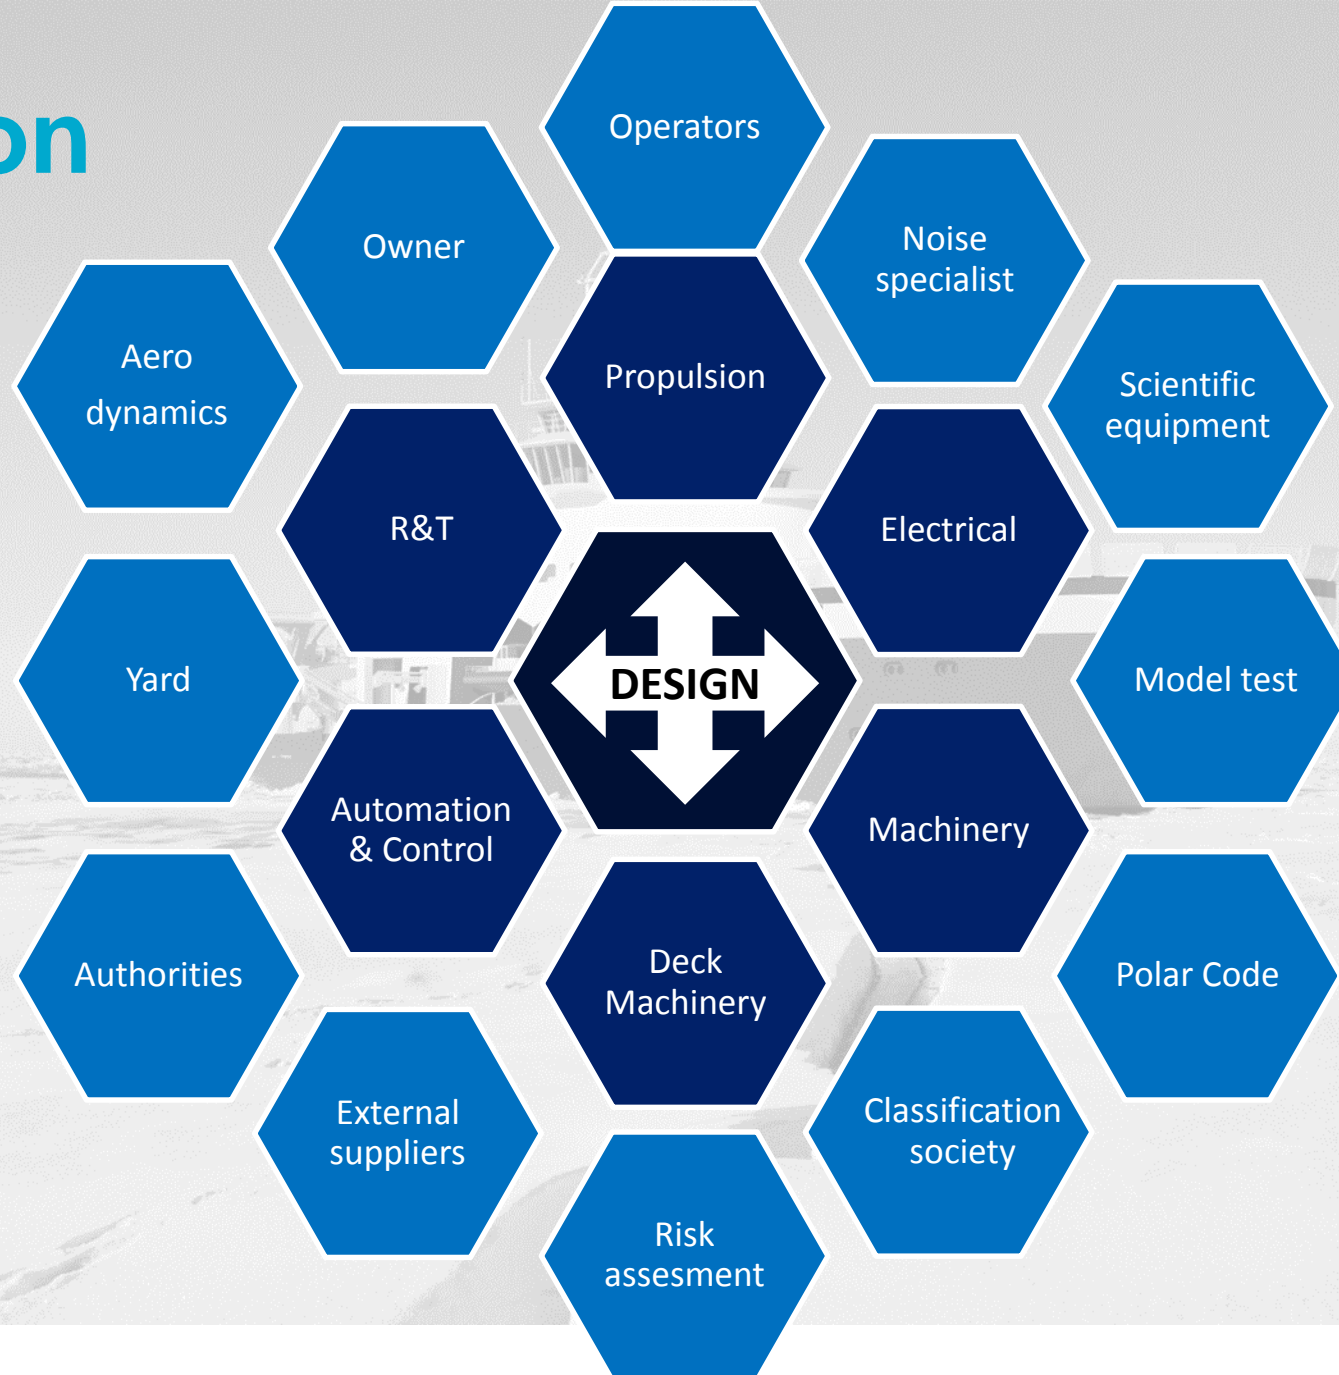 on
Operators
Owner
Noise
specialist
Aero
dynamics
Propulsion
Scientific
equipment
R&T
Electrical
Yard
DESIGN
Model test
Automation
& Control
Machinery
Authorities
Deck
Machinery
Polar Code
External
suppliers
Classification
society
Risk
assesment